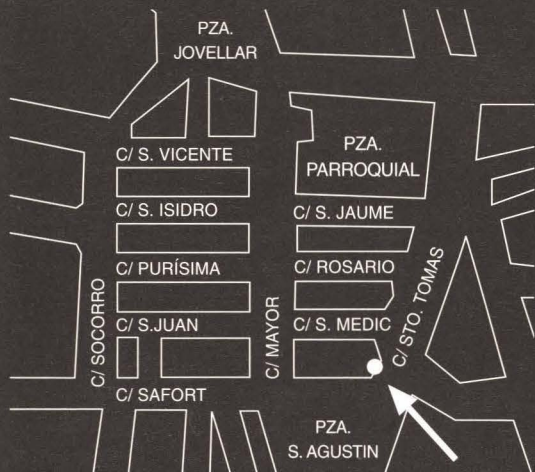 PZA.
JOVELLAR
C/ S. VICENTE
PZA.
PARROQUIAL
C/ S. ISIDRO
C/ S. JAUME
C/ PURÍSIMA
C/ ROSARIO
C/ SOCORRO
C/ S.JUAN
C/ MAYOR
C/ S. MEDIC
C/ STO. TOMAS
C/ SAFORT
PZA.
S. AGUSTIN